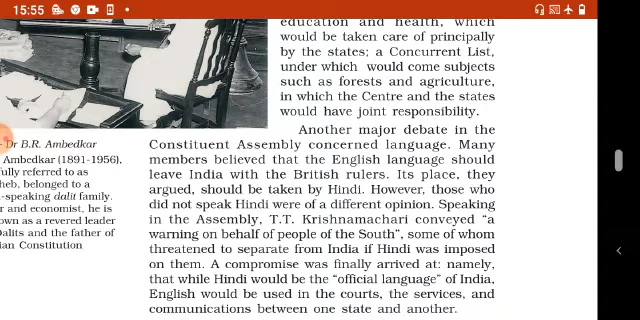 15:55
education and health, which
would be taken care of principally
by the states; a Concurrent List,
under which would come subjects
such as forests and agriculture,
in which the Centre and the states
would have joint responsibility.
Another major debate in the
Constituent Assembly concerned language. Many
members believed that the English language should
leave India with the British rulers. Its place, they
argued, should be taken by Hindi. However, those who
did not speak Hindi were of a different opinion. Speaking
in the Assembly, T.T. Krishnamachari conveyed “a
warning on behalf of people of the South”, some of whom
threatened to separate from India if Hindi was imposed
on them. A compromise was finally arrived at: namely,
that while Hindi would be the “official language” of India,
English would be used in the courts, the services, and
communications between one state and another.
- Dr B.R. Ambedkar
Ambedkar (1891-1956),
fully referred to as
heb, belonged to a
-speaking dalit family.
r and economist, he is
own as a revered leader
Dalits and the father of
ian Constitution